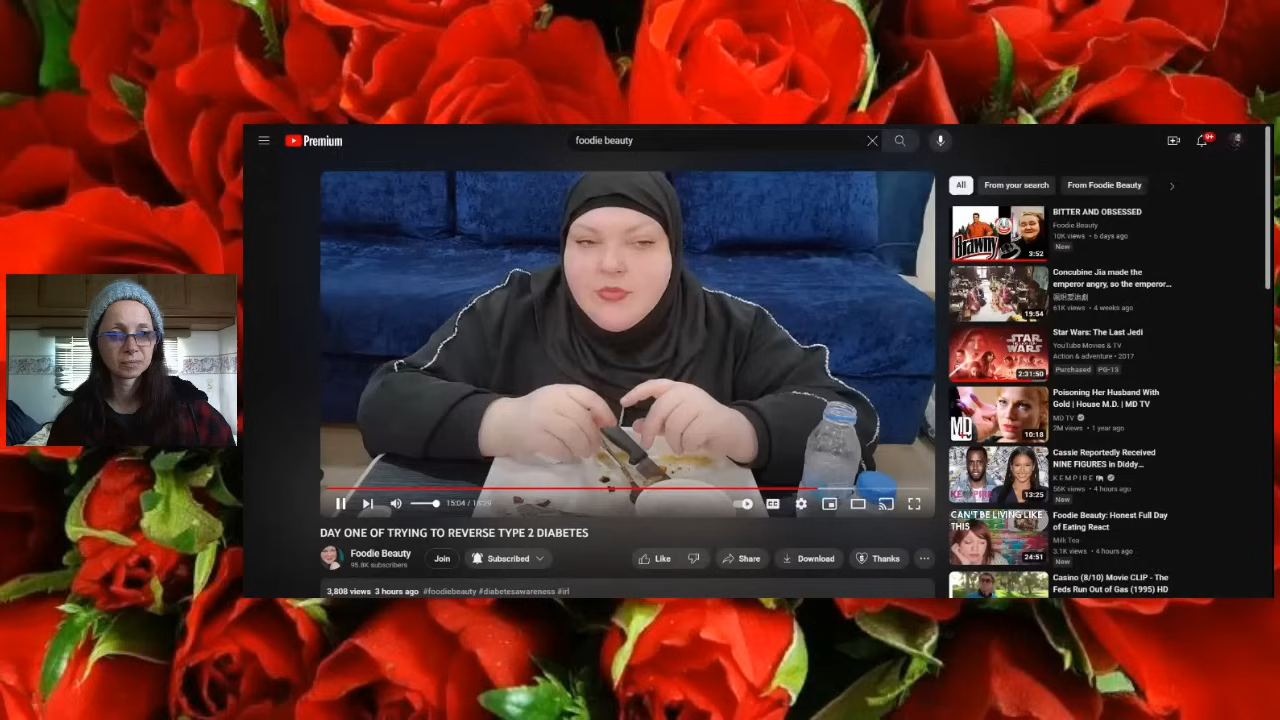 Premium
foodie beauty
9+
All
From your search
From Foodie Beauty
BITTER AND OBSESSED
Foodie Beauty
10K views • 6 days ago
New
Brawny
3:52
Concubine Jia made the
emperor angry, so the emperor...
61K views • 4 weeks ago
19:54
Star Wars: The Last Jedi
YouTube Movies & TV
Action & adventure • 2017
Purchased
PG-13
STAR WARS
2:31:50
Poisoning Her Husband With
Gold | House M.D. | MD TV
MD TV
2M views • 1 year ago
MD
10:18
Cassie Reportedly Received
NINE FIGURES in Diddy...
KEMPIRE
56K views • 4 hours ago
New
13:25
Foodie Beauty: Honest Full Day
of Eating React
Milk Tea
3.1K views • 4 hours ago
New
CAN'T BE LIVING LIKE
THIS
24:51
Casino (8/10) Movie CLIP - The
Feds Run Out of Gas (1995) HD
15:04
CC
DAY ONE OF TRYING TO REVERSE TYPE 2 DIABETES
Foodie Beauty
95.8K subscribers
Join
Subscribed
Like
Share
Download
Thanks
3,808 views 3 hours ago #foodiebeauty #diabetesawareness #irl